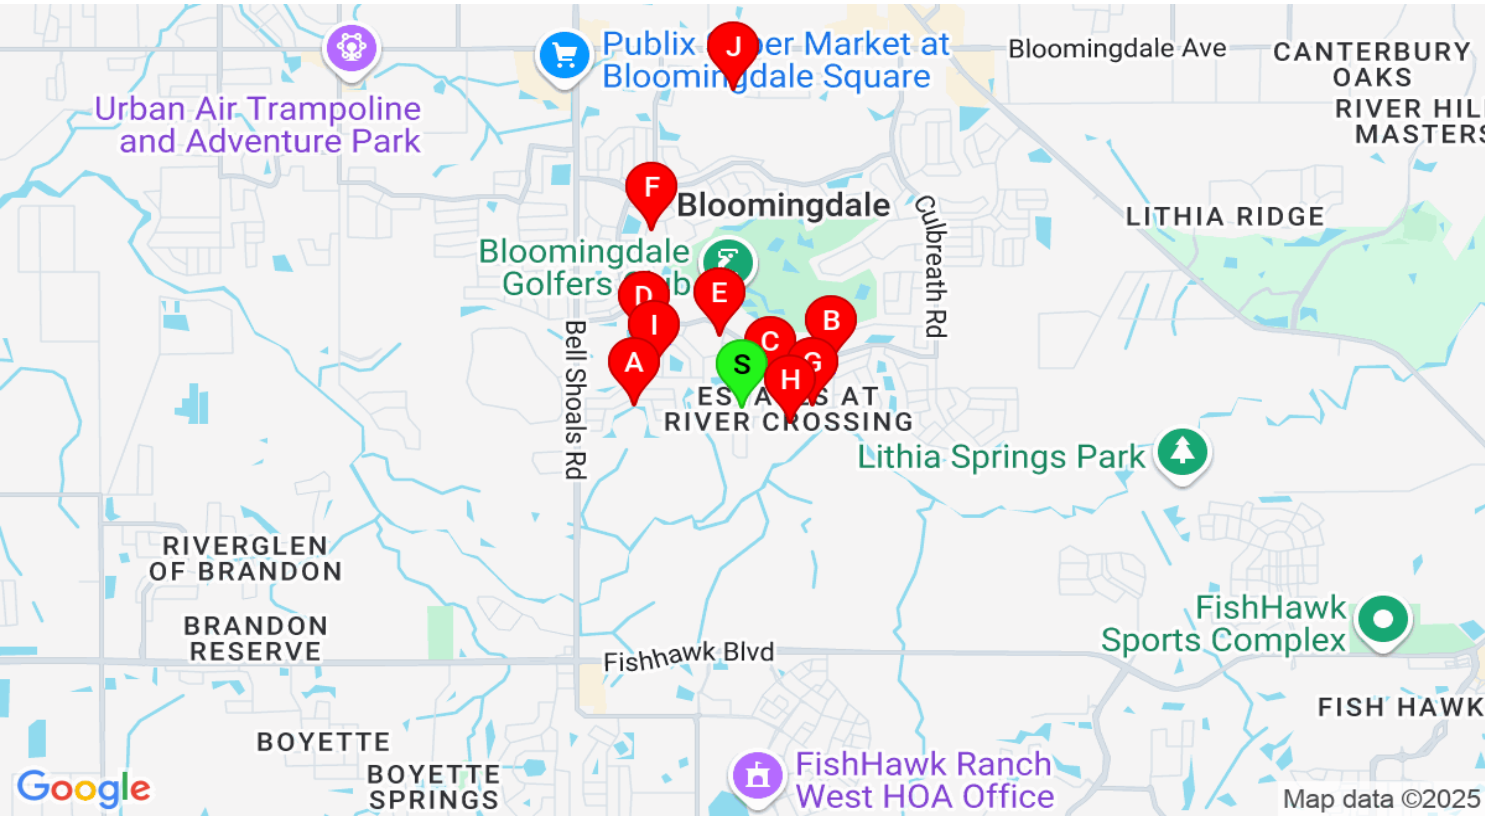 J
Publix per Market at
Bloomingdale Square
Bloomingdale Ave
CANTERBURY
OAKS
RIVER HIL
MASTERS
Urban Air Trampoline
and Adventure Park
F
Bloomingdale
Culbreath Rd
LITHIA RIDGE
Bloomingdale
Golfers ub
D
E
I
B
C
A
S
G
H
Bell Shoals Rd
ES A S AT
RIVER CROSSING
Lithia Springs Park
RIVERGLEN
OF BRANDON
BRANDON
RESERVE
FishHawk
Sports Complex
Fishhawk Blvd
FISH HAWK
BOYETTE
BOYETTE
SPRINGS
FishHawk Ranch
West HOA Office
Google
Map data ©2025